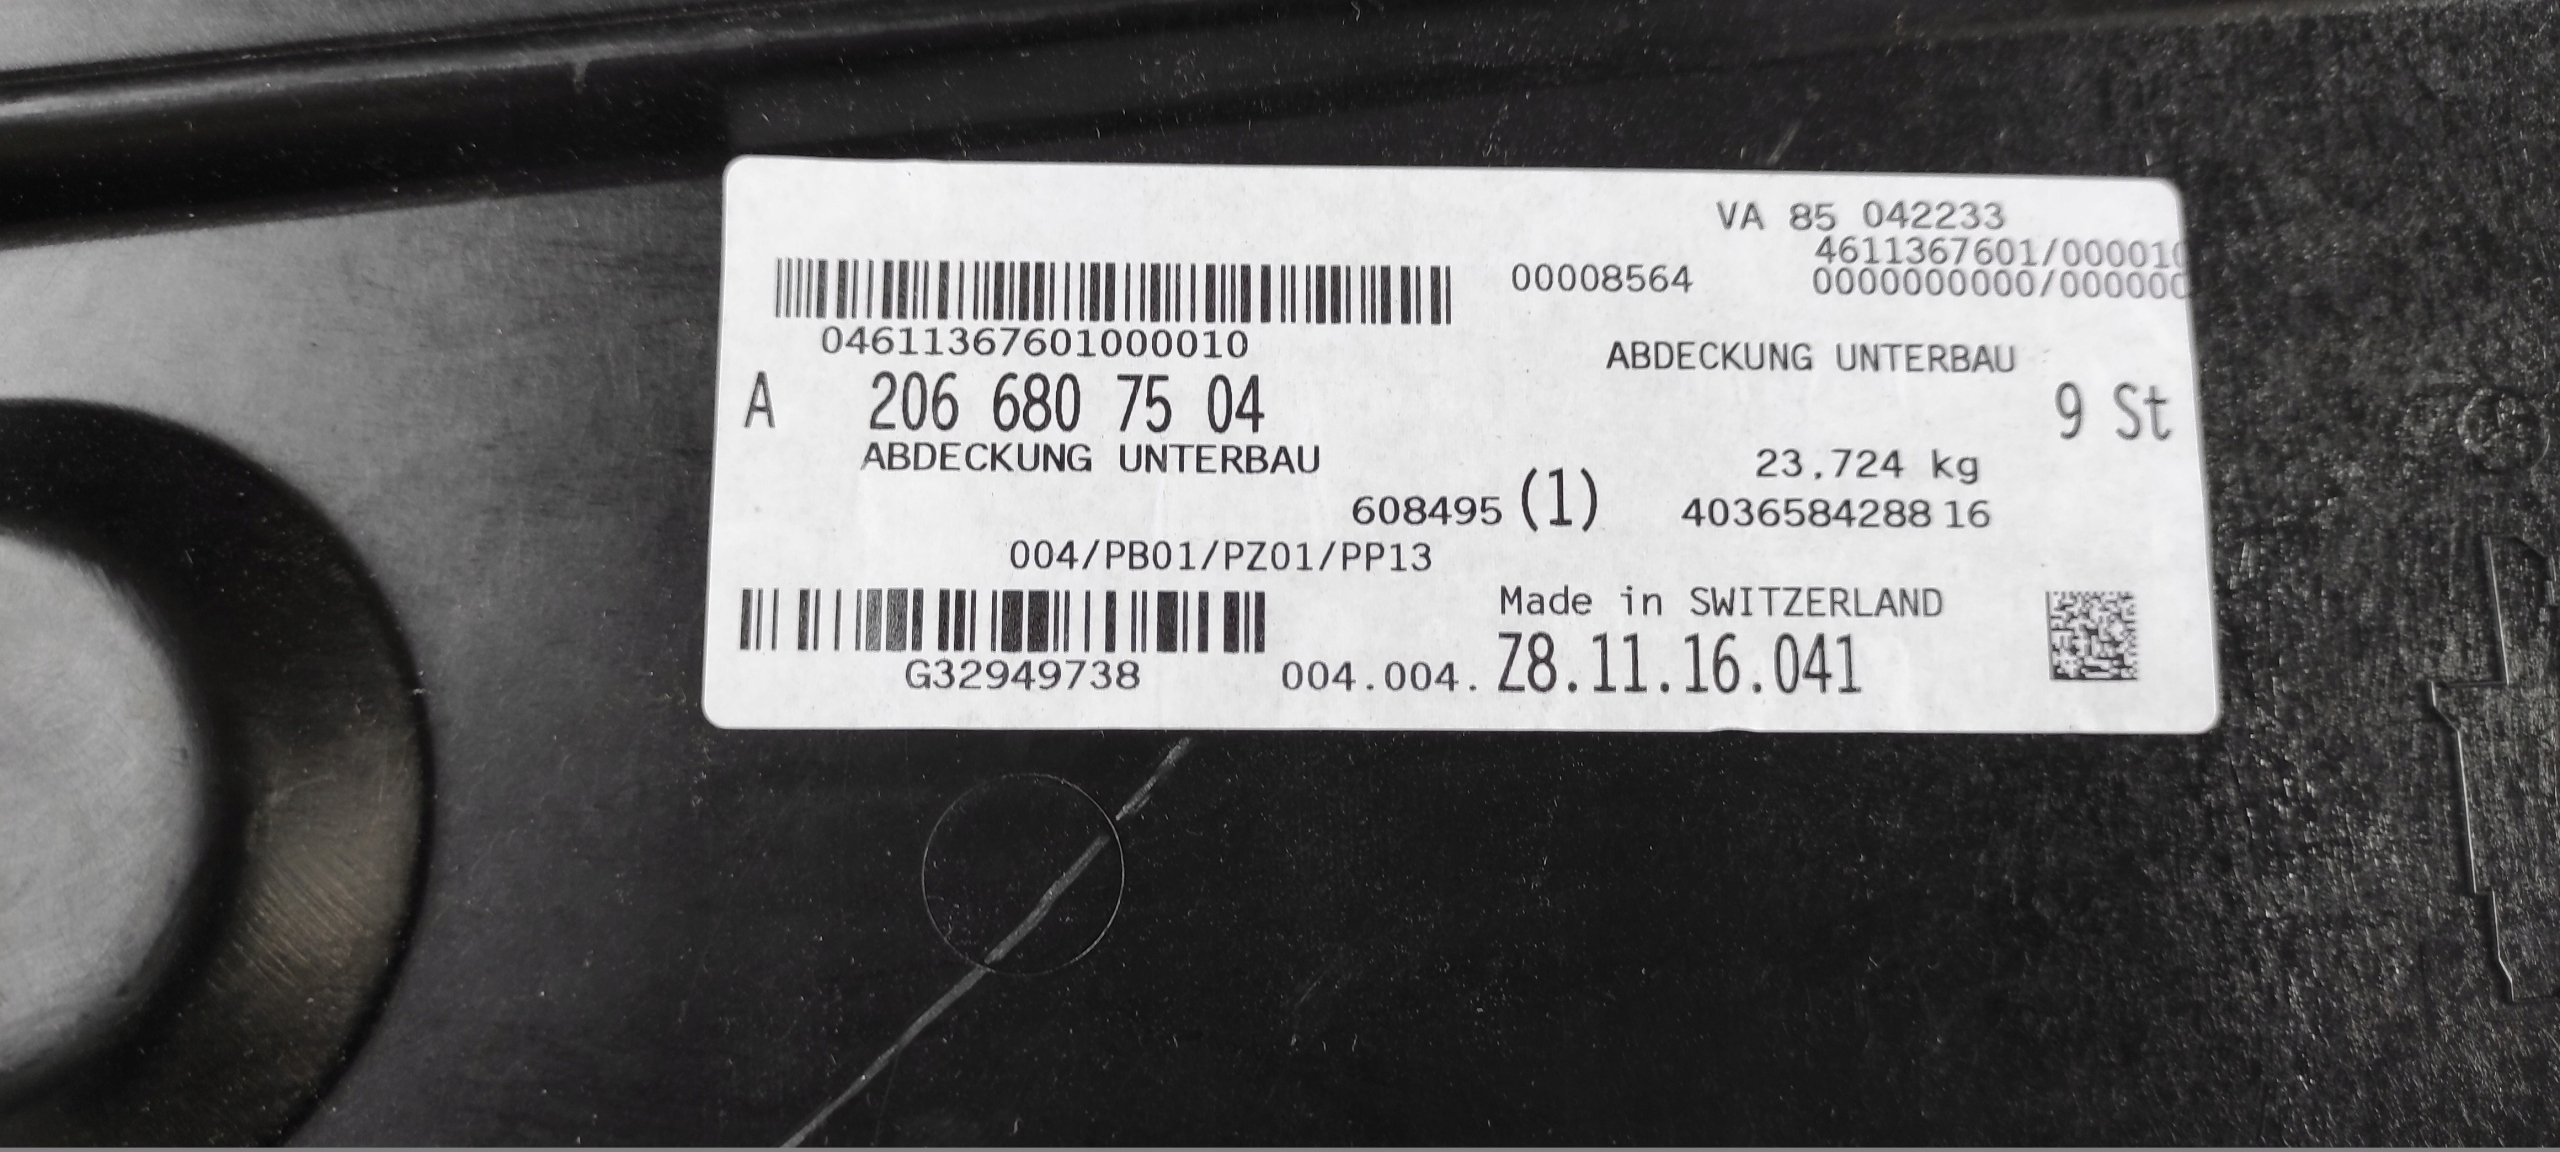 VA 85 042233
4611367601/000010
00008564
0000000000/000000
04611367601000010
ABDECKUNG UNTERBAU
A 206 680 75 04
9 St
ABDECKUNG UNTERBAU
23,724 kg
608495 (1)
4036584288 16
004/PB01/PZ01/PP13
Made in SWITZERLAND
G32949738
004.004. Z8.11.16.041